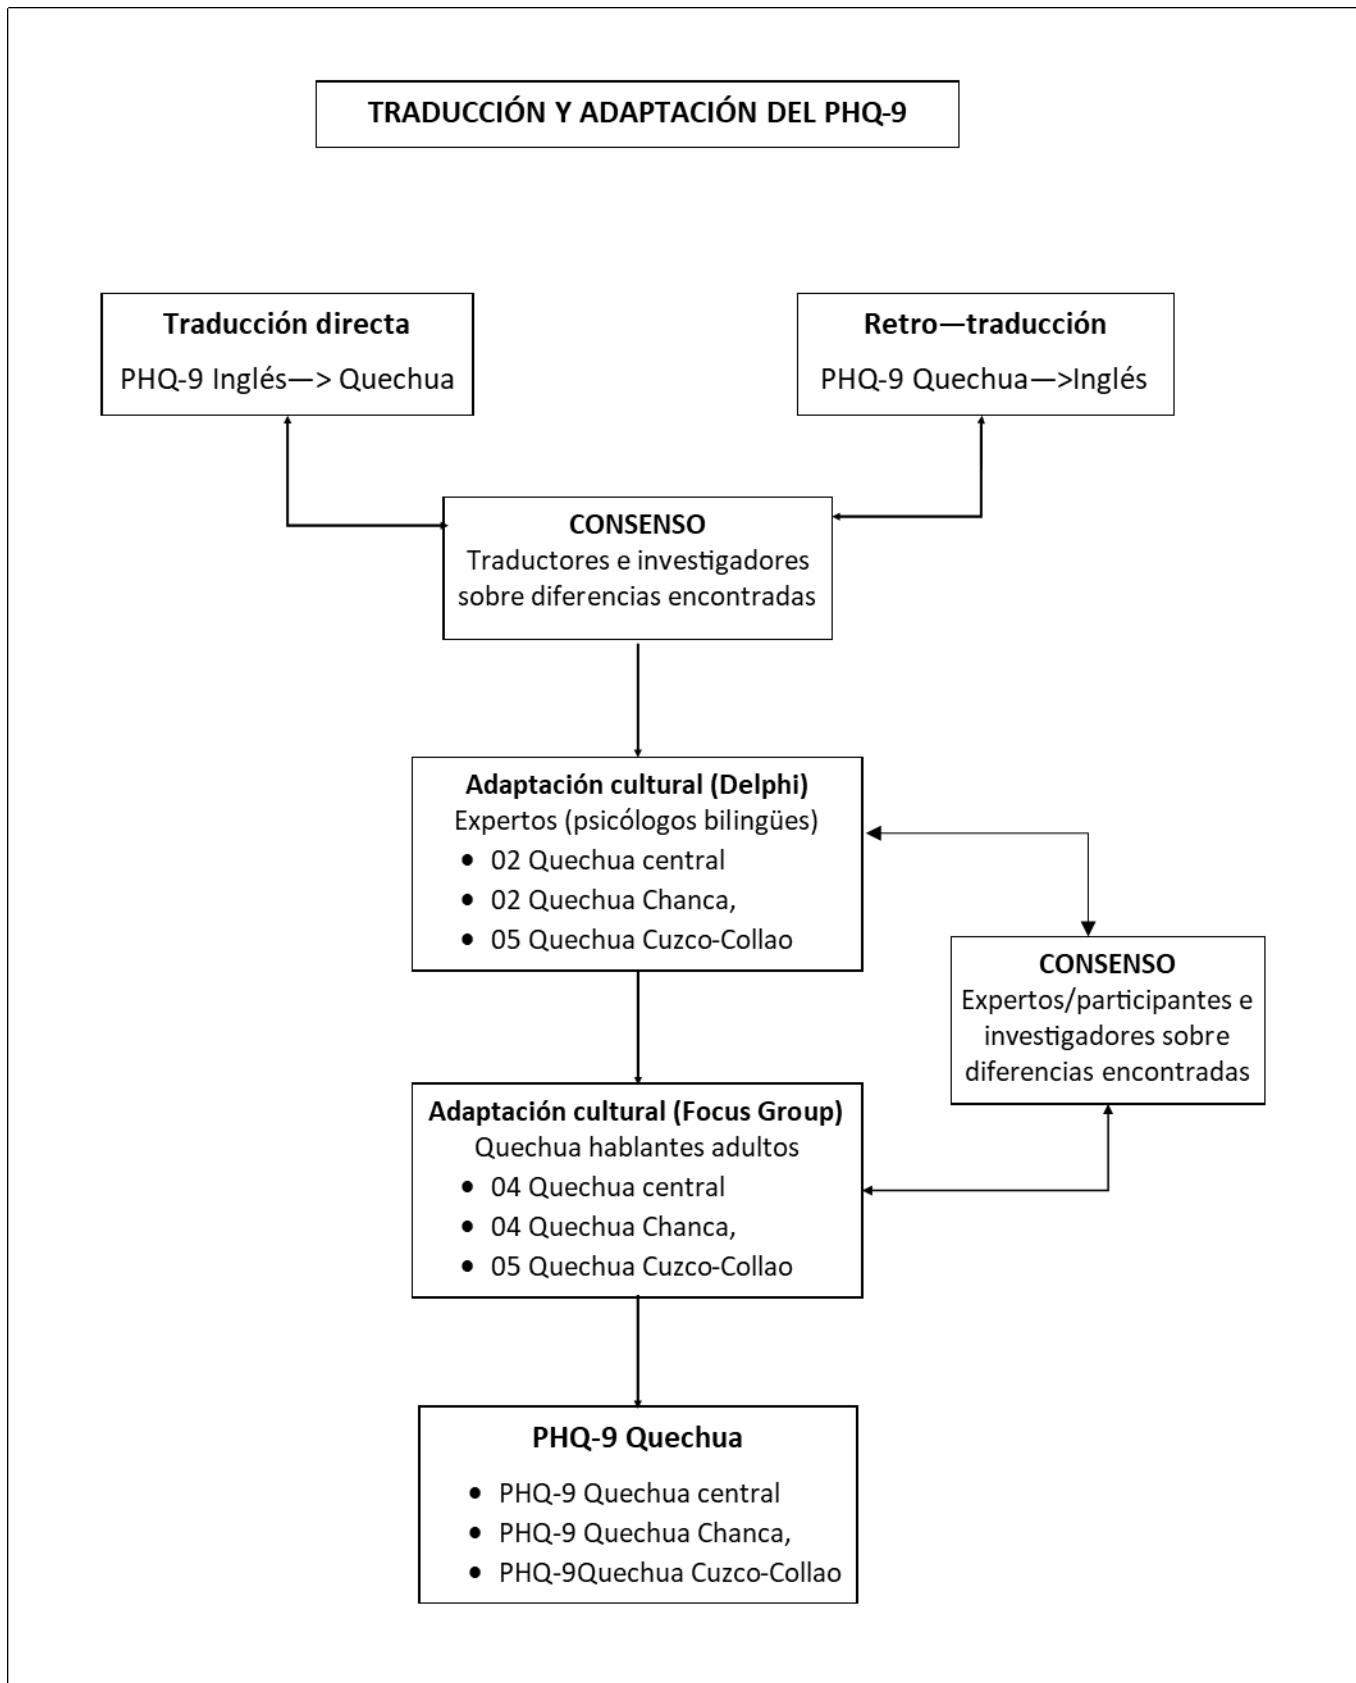 TRADUCCIÓN Y ADAPTACIÓN DEL PHQ-9
Traducción directa
PHQ-9 Inglés—> Quechua
Retro—traducción
PHQ-9 Quechua—>Inglés
CONSENSO
Traductores e investigadores
sobre diferencias encontradas
Adaptación cultural (Delphi)
Expertos (psicólogos bilingües)
• 02 Quechua central
• 02 Quechua Chanca,
• 05 Quechua Cuzco-Collao
CONSENSO
Expertos/participantes e
investigadores sobre
diferencias encontradas
Adaptación cultural (Focus Group)
Quechua hablantes adultos
• 04 Quechua central
• 04 Quechua Chanca,
• 05 Quechua Cuzco-Collao
PHQ-9 Quechua
• PHQ-9 Quechua central
• PHQ-9 Quechua Chanca,
• PHQ-9Quechua Cuzco-Collao